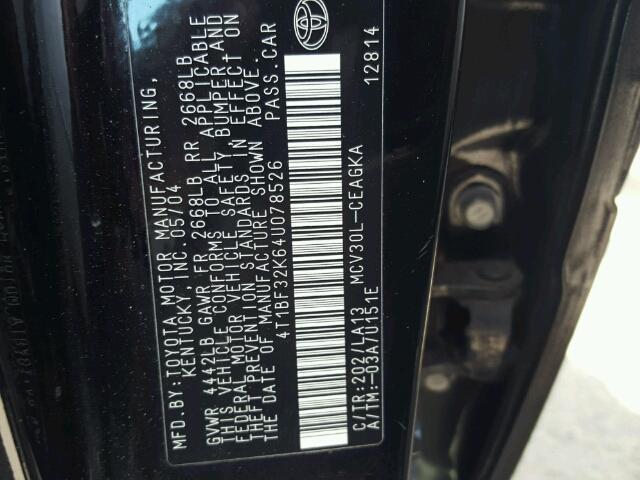 MFD.BY:TOYOTA MOTOR MANUFACTURING,
KENTUCKY, INC.05/04
GVWR 4442LB GAWR FR 2668LB RR 2668LB
THIS VEHICLE CONFORMS TO ALL APPLICABLE
FEDERAL MOTOR VEHICLE SAFETY, BUMPER,AND
THEFT PREVENTION STANDARDS IN EFFECT ON
THE DATE OF MANUFACTURE SHOWN ABOVE.
4T1BF32K64U078526 PASS.CAR
C/TR:202/LA13 MCV30L-CEAGKA
A/TM:-03A/U151E 12814